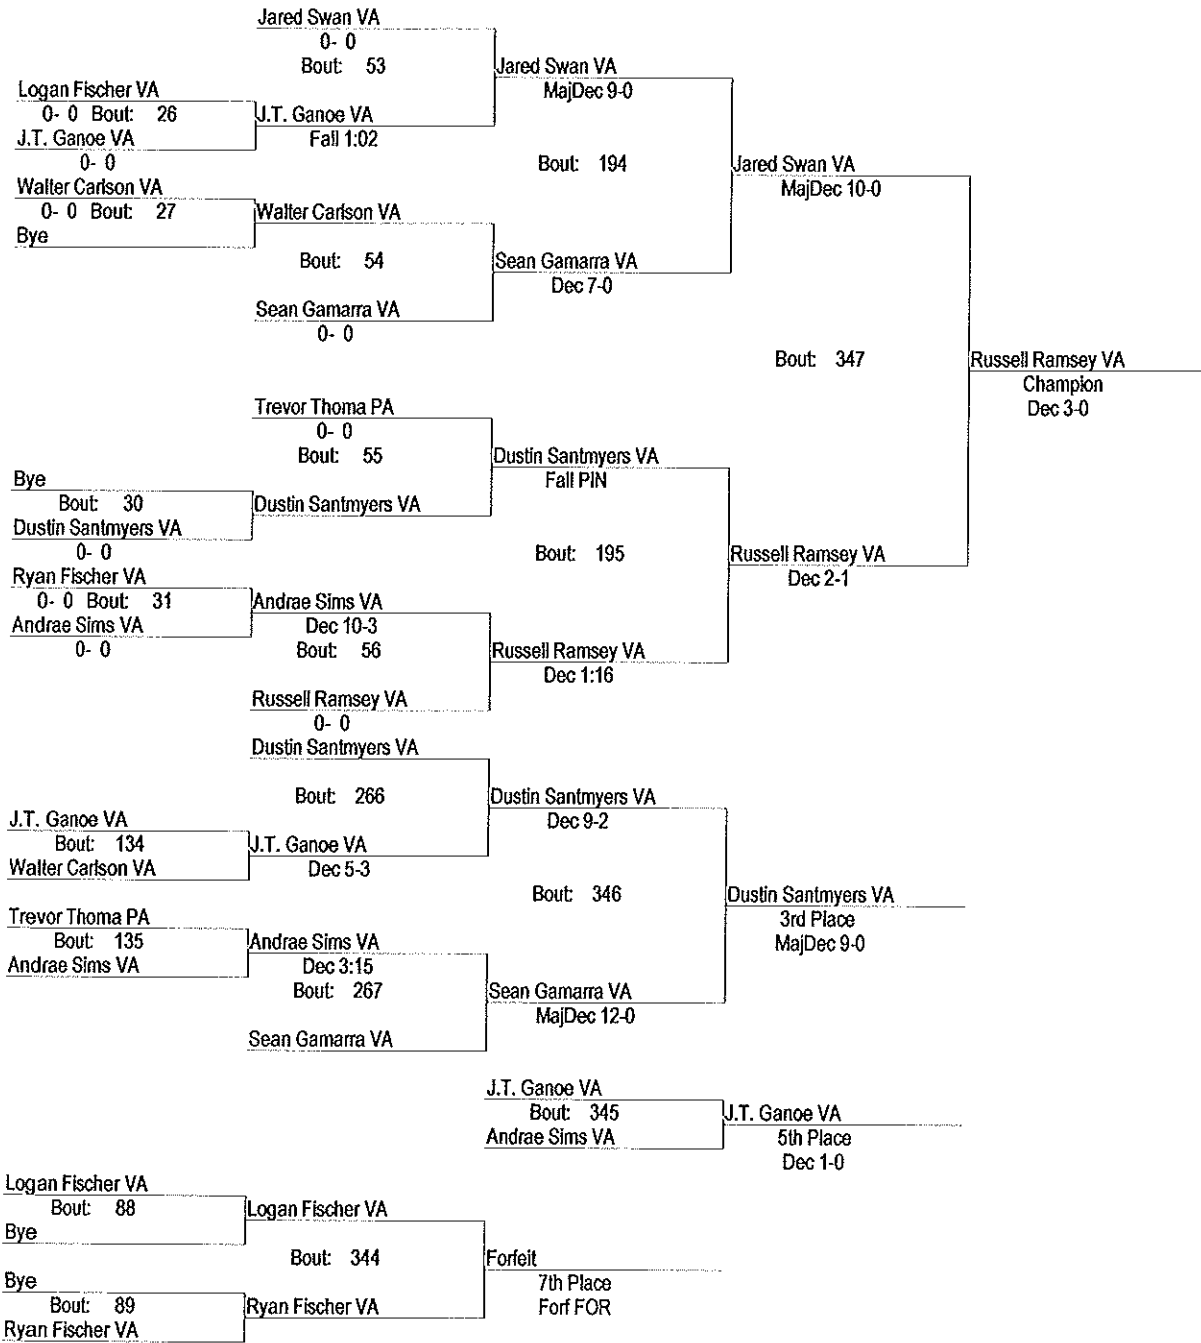 Jared Swan VA
0- 0
Bout: 53
Jared Swan VA
MajDec 9-0
Logan Fischer VA
0- 0 Bout: 26
J.T. Ganoe VA
Fall 1:02
J.T. Ganoe VA
0- 0
Bout: 194
Jared Swan VA
MajDec 10-0
Walter Carlson VA
0- 0 Bout: 27
Walter Carlson VA
Bye
Bout: 54
Sean Gamarra VA
Dec 7-0
Sean Gamarra VA
0- 0
Bout: 347
Russell Ramsey VA
Champion
Dec 3-0
Trevor Thoma PA
0- 0
Bout: 55
Dustin Santmyers VA
Fall PIN
Bye
Bout: 30
Dustin Santmyers VA
Dustin Santmyers VA
0- 0
Bout: 195
Russell Ramsey VA
Dec 2-1
Ryan Fischer VA
0- 0 Bout: 31
Andrae Sims VA
Dec 10-3
Andrae Sims VA
0- 0
Bout: 56
Russell Ramsey VA
Dec 1:16
Russell Ramsey VA
0- 0
Dustin Santmyers VA
Bout: 266
Dustin Santmyers VA
Dec 9-2
J.T. Ganoe VA
Bout: 134
J.T. Ganoe VA
Dec 5-3
Walter Carlson VA
Bout: 346
Dustin Santmyers VA
3rd Place
MajDec 9-0
Trevor Thoma PA
Bout: 135
Andrae Sims VA
Dec 3:15
Andrae Sims VA
Bout: 267
Sean Gamarra VA
MajDec 12-0
Sean Gamarra VA
J.T. Ganoe VA
Bout: 345
J.T. Ganoe VA
5th Place
Dec 1-0
Andrae Sims VA
Logan Fischer VA
Bout: 88
Logan Fischer VA
Bye
Bout: 344
Forfeit
7th Place
Forf FOR
Bye
Bout: 89
Ryan Fischer VA
Ryan Fischer VA